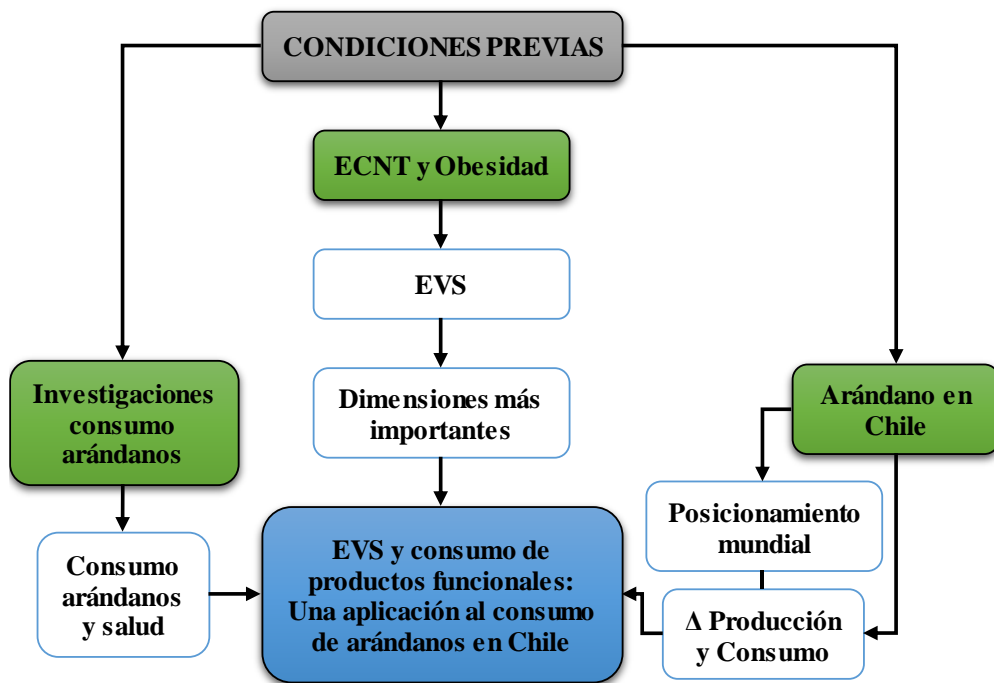 CONDICIONES PREVIAS
ECNT y Obesidad
EVS
Dimensiones más
importantes
Investigaciones
consumo
arándanos
Consumo
arándanos
y salud
Arándano en
Chile
Posicionamiento
mundial
Δ Producción
y Consumo
EVS y consumo de
productos funcionales:
Una aplicación al consumo
de arándanos en Chile